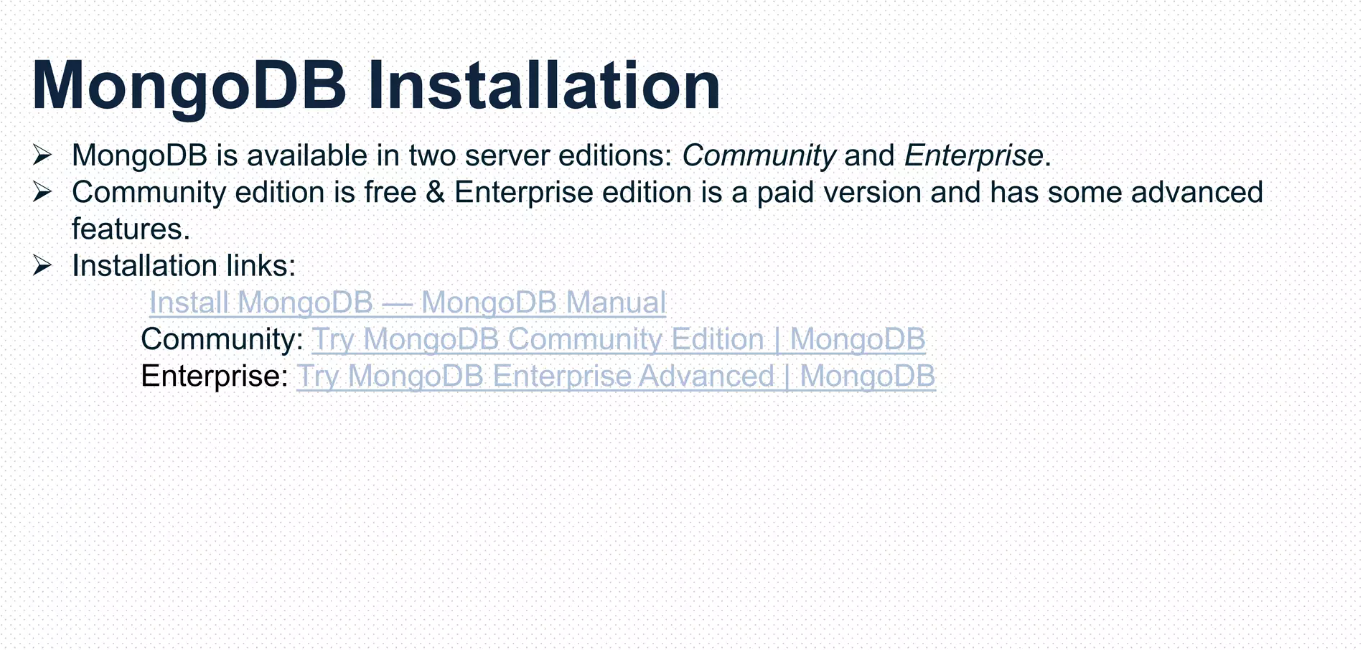 MongoDB Installation
➢ MongoDB is available in two server editions: Community and Enterprise.
➢ Community edition is free & Enterprise edition is a paid version and has some advanced
features.
➢ Installation links:
Install MongoDB — MongoDB Manual
Community: Try MongoDB Community Edition | MongoDB
Enterprise: Try MongoDB Enterprise Advanced | MongoDB